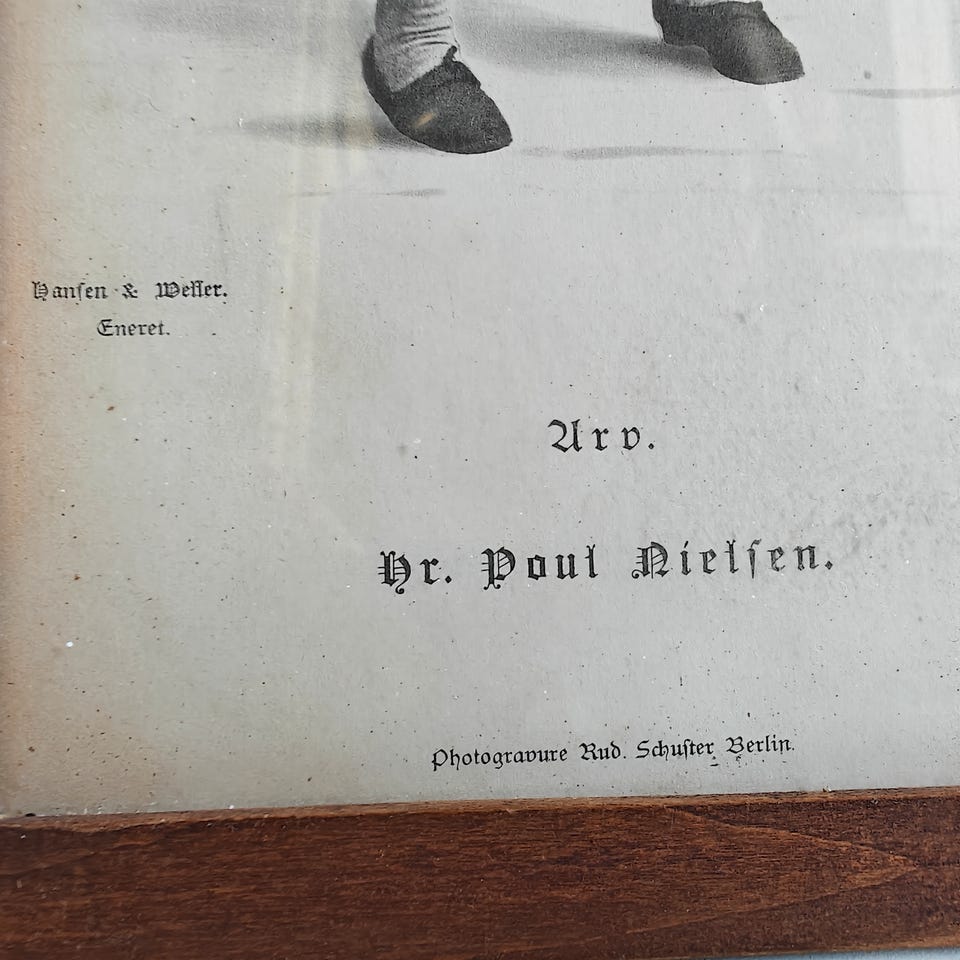 Hanſen & Weller.
Eneret.
Arv.
Hr. Poul Nielſen.
Photogravure Rud. Schuſter, Berlin.